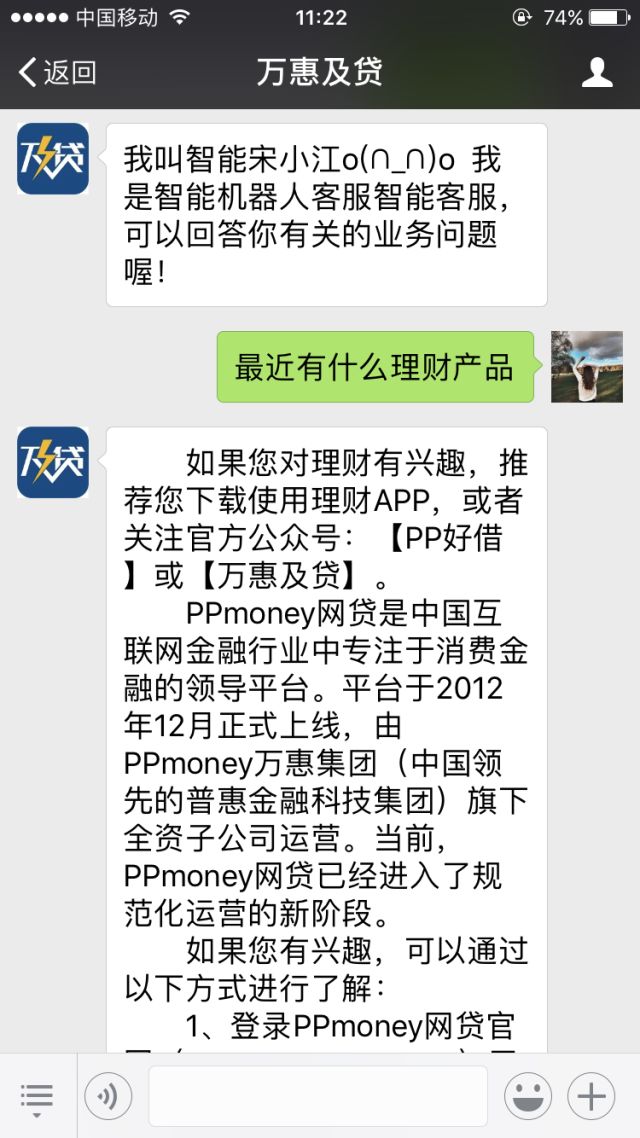 中国移动 11:22 74%
返回 万惠及贷
万贷
我叫智能宋小江o(∩_∩)o 我
是智能机器人客服智能客服，
可以回答你有关的业务问题
喔！
最近有什么理财产品
如果您对理财有兴趣，推
荐您下载使用理财APP，或者
关注官方公众号：【PP好借
】或【万惠及贷】。
PPmoney网贷是中国互
联网金融行业中专注于消费金
融的领导平台。平台于2012
年12月正式上线，由
PPmoney万惠集团（中国领
先的普惠金融科技集团）旗下
全资子公司运营。当前，
PPmoney网贷已经进入了规
范化运营的新阶段。
如果您有兴趣，可以通过
以下方式进行了解：
1、登录PPmoney网贷官